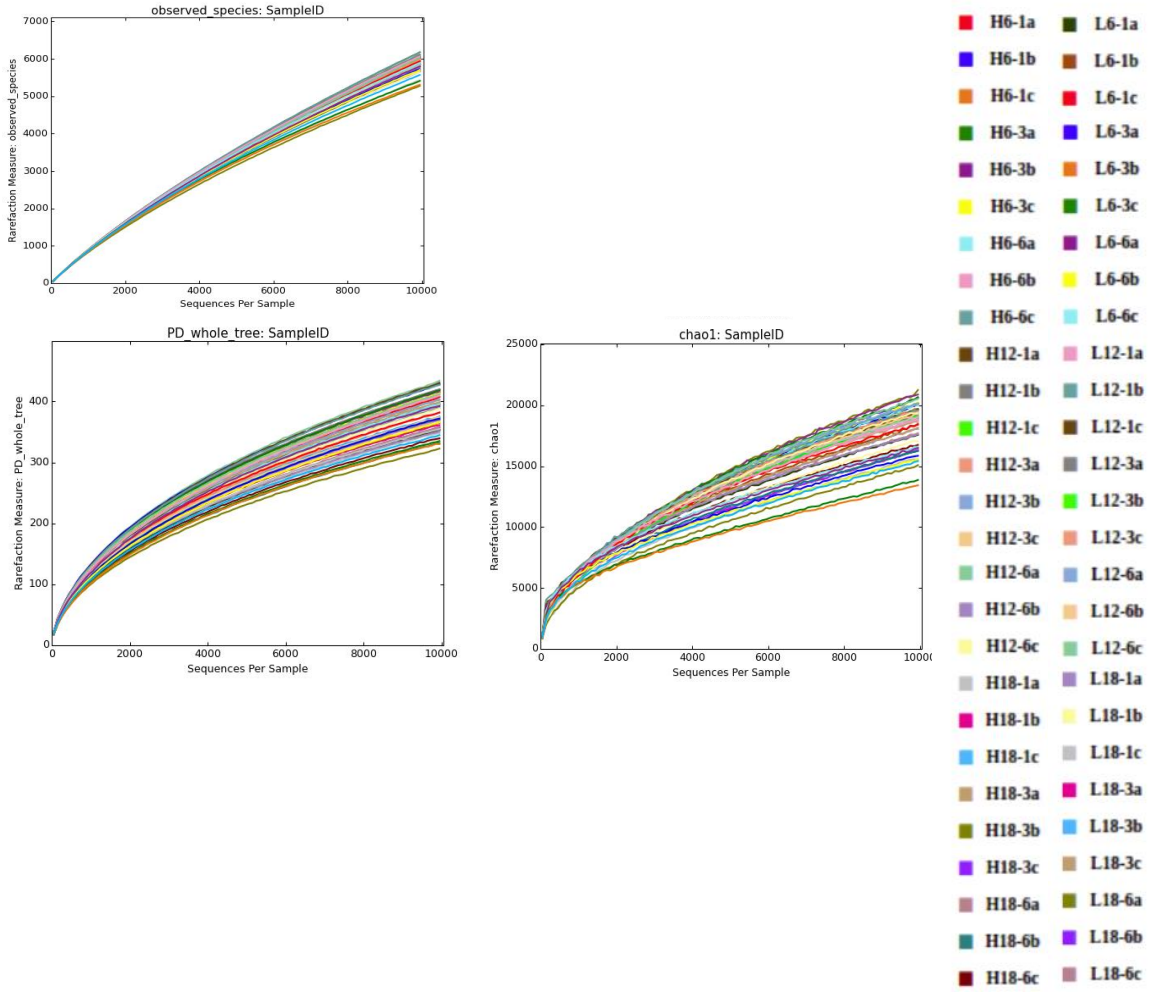 observed_species: SampleID
7000
6000
5000
4000
3000
2000
1000
0
Rarefaction Measure: observed_species
0 2000 4000 6000 8000 10000
Sequences Per Sample
PD_whole_tree: SampleID
400
300
200
100
0
Rarefaction Measure: PD_whole_tree
0 2000 4000 6000 8000 10000
Sequences Per Sample
chao1: SampleID
25000
20000
15000
10000
5000
0
Rarefaction Measure: chao1
0 2000 4000 6000 8000 10000
Sequences Per Sample
H6-1a L6-1a
H6-1b L6-1b
H6-1c L6-1c
H6-3a L6-3a
H6-3b L6-3b
H6-3c L6-3c
H6-6a L6-6a
H6-6b L6-6b
H6-6c L6-6c
H12-1a L12-1a
H12-1b L12-1b
H12-1c L12-1c
H12-3a L12-3a
H12-3b L12-3b
H12-3c L12-3c
H12-6a L12-6a
H12-6b L12-6b
H12-6c L12-6c
H18-1a L18-1a
H18-1b L18-1b
H18-1c L18-1c
H18-3a L18-3a
H18-3b L18-3b
H18-3c L18-3c
H18-6a L18-6a
H18-6b L18-6b
H18-6c L18-6c